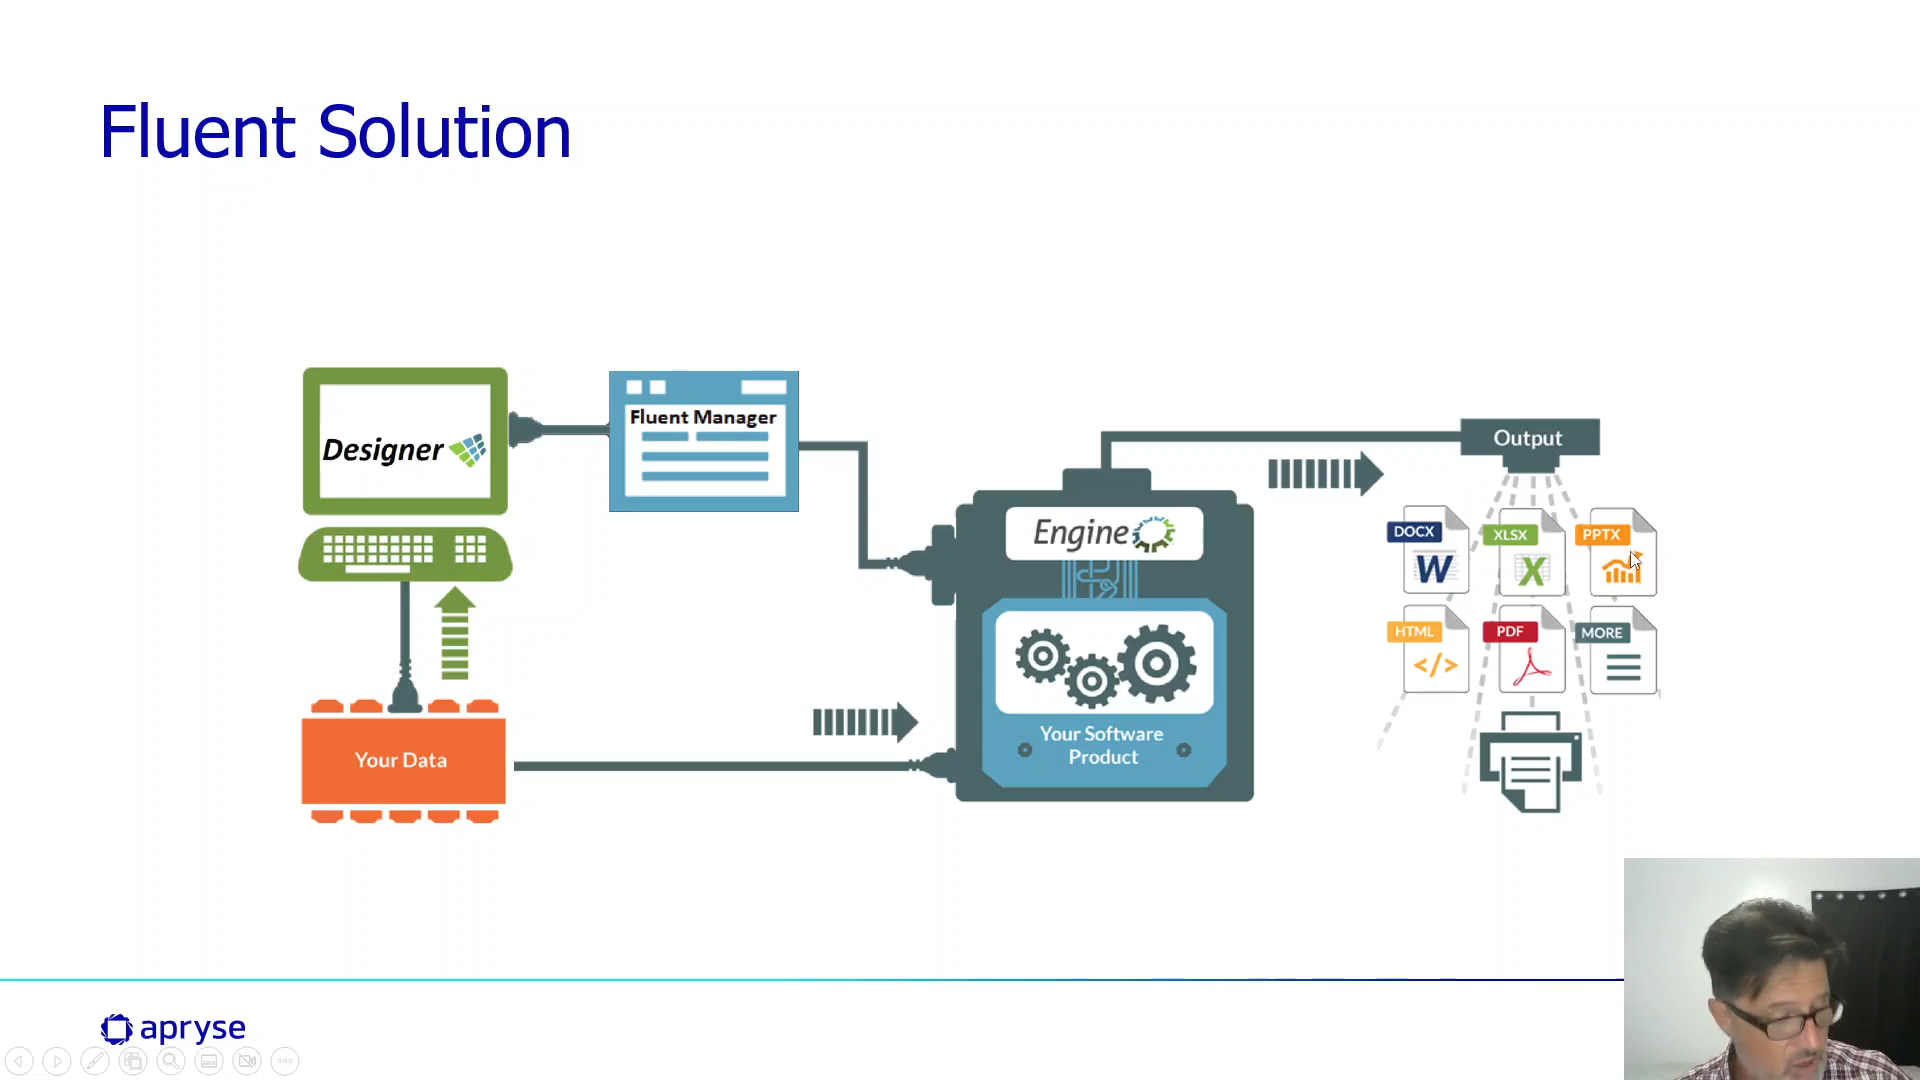 Fluent Solution
Designer
Fluent Manager
Output
Engine
DOCX
XLSX
PPTX
W
X
HTML
PDF
MORE
</>
Your Data
Your Software
Product
apryse